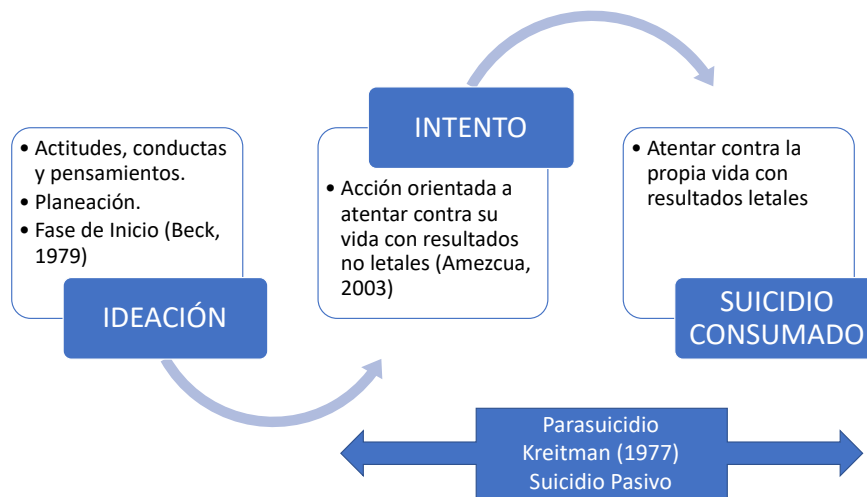 • Actitudes, conductas
y pensamientos.
• Planeación.
• Fase de Inicio (Beck,
1979)
IDEACIÓN
INTENTO
• Acción orientada a
atentar contra su
vida con resultados
no letales (Amezcua,
2003)
• Atentar contra la
propia vida con
resultados letales
SUICIDIO
CONSUMADO
Parasuicidio
Kreitman (1977)
Suicidio Pasivo